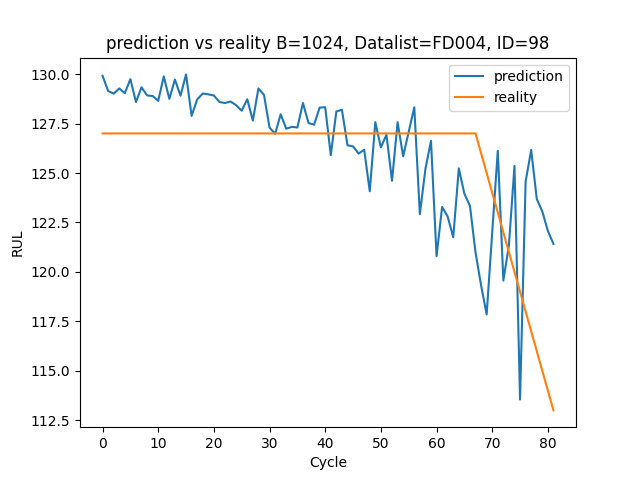 prediction vs reality B=1024, Datalist=FD004, ID=98
prediction
reality
RUL
130.0
127.5
125.0
122.5
120.0
117.5
115.0
112.5
0 10 20 30 40 50 60 70 80
Cycle